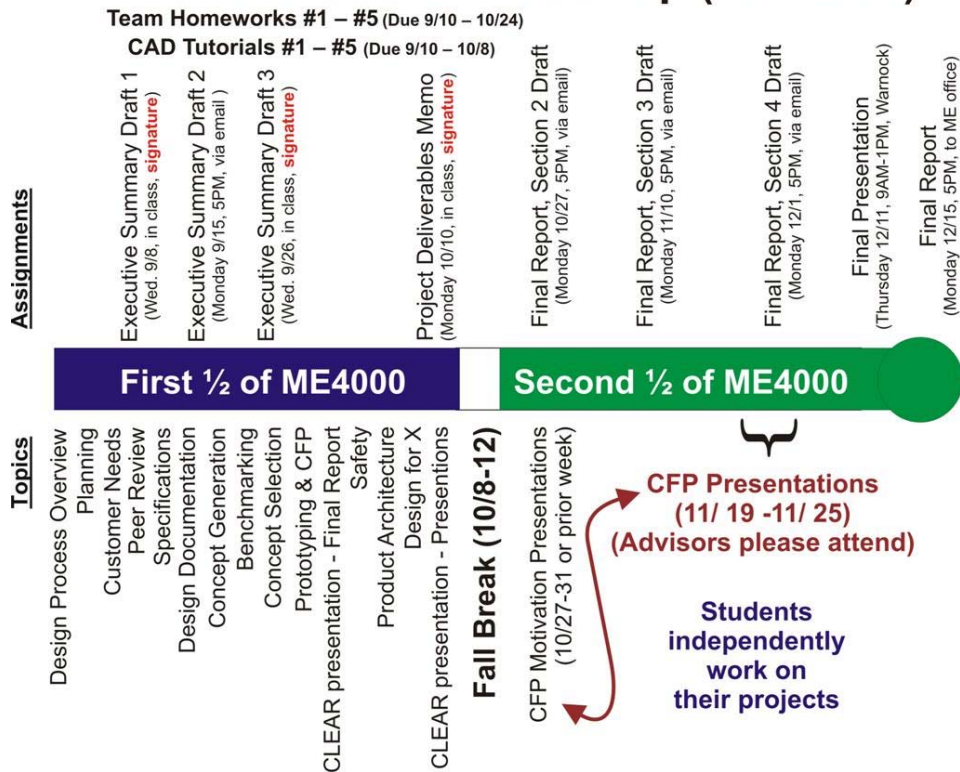 Team Homeworks #1 – #5 (Due 9/10 – 10/24)
CAD Tutorials #1 – #5 (Due 9/10 – 10/8)
Assignments
Executive Summary Draft 1
(Wed. 9/8, in class, signature)
Executive Summary Draft 2
(Monday 9/15, 5PM, via email)
Executive Summary Draft 3
(Wed. 9/26, in class, signature)
Project Deliverables Memo
(Monday 10/10, in class, signature)
Final Report, Section 2 Draft
(Monday 10/27, 5PM, via email)
Final Report, Section 3 Draft
(Monday 11/10, 5PM, via email)
Final Report, Section 4 Draft
(Monday 12/1, 5PM, via email)
Final Presentation
(Thursday 12/11, 9AM-1PM, Warnock)
Final Report
(Monday 12/15, 5PM, to ME office)
First ½ of ME4000
Second ½ of ME4000
Topics
Design Process Overview
Planning
Customer Needs
Peer Review
Specifications
Design Documentation
Concept Generation
Benchmarking
Concept Selection
Prototyping & CFP
CLEAR presentation - Final Report
Safety
Product Architecture
Design for X
CLEAR presentation - Presentions
Fall Break (10/8-12)
CFP Motivation Presentations
(10/27-31 or prior week)
CFP Presentations
(11/ 19 -11/ 25)
(Advisors please attend)
Students
independently
work on
their projects